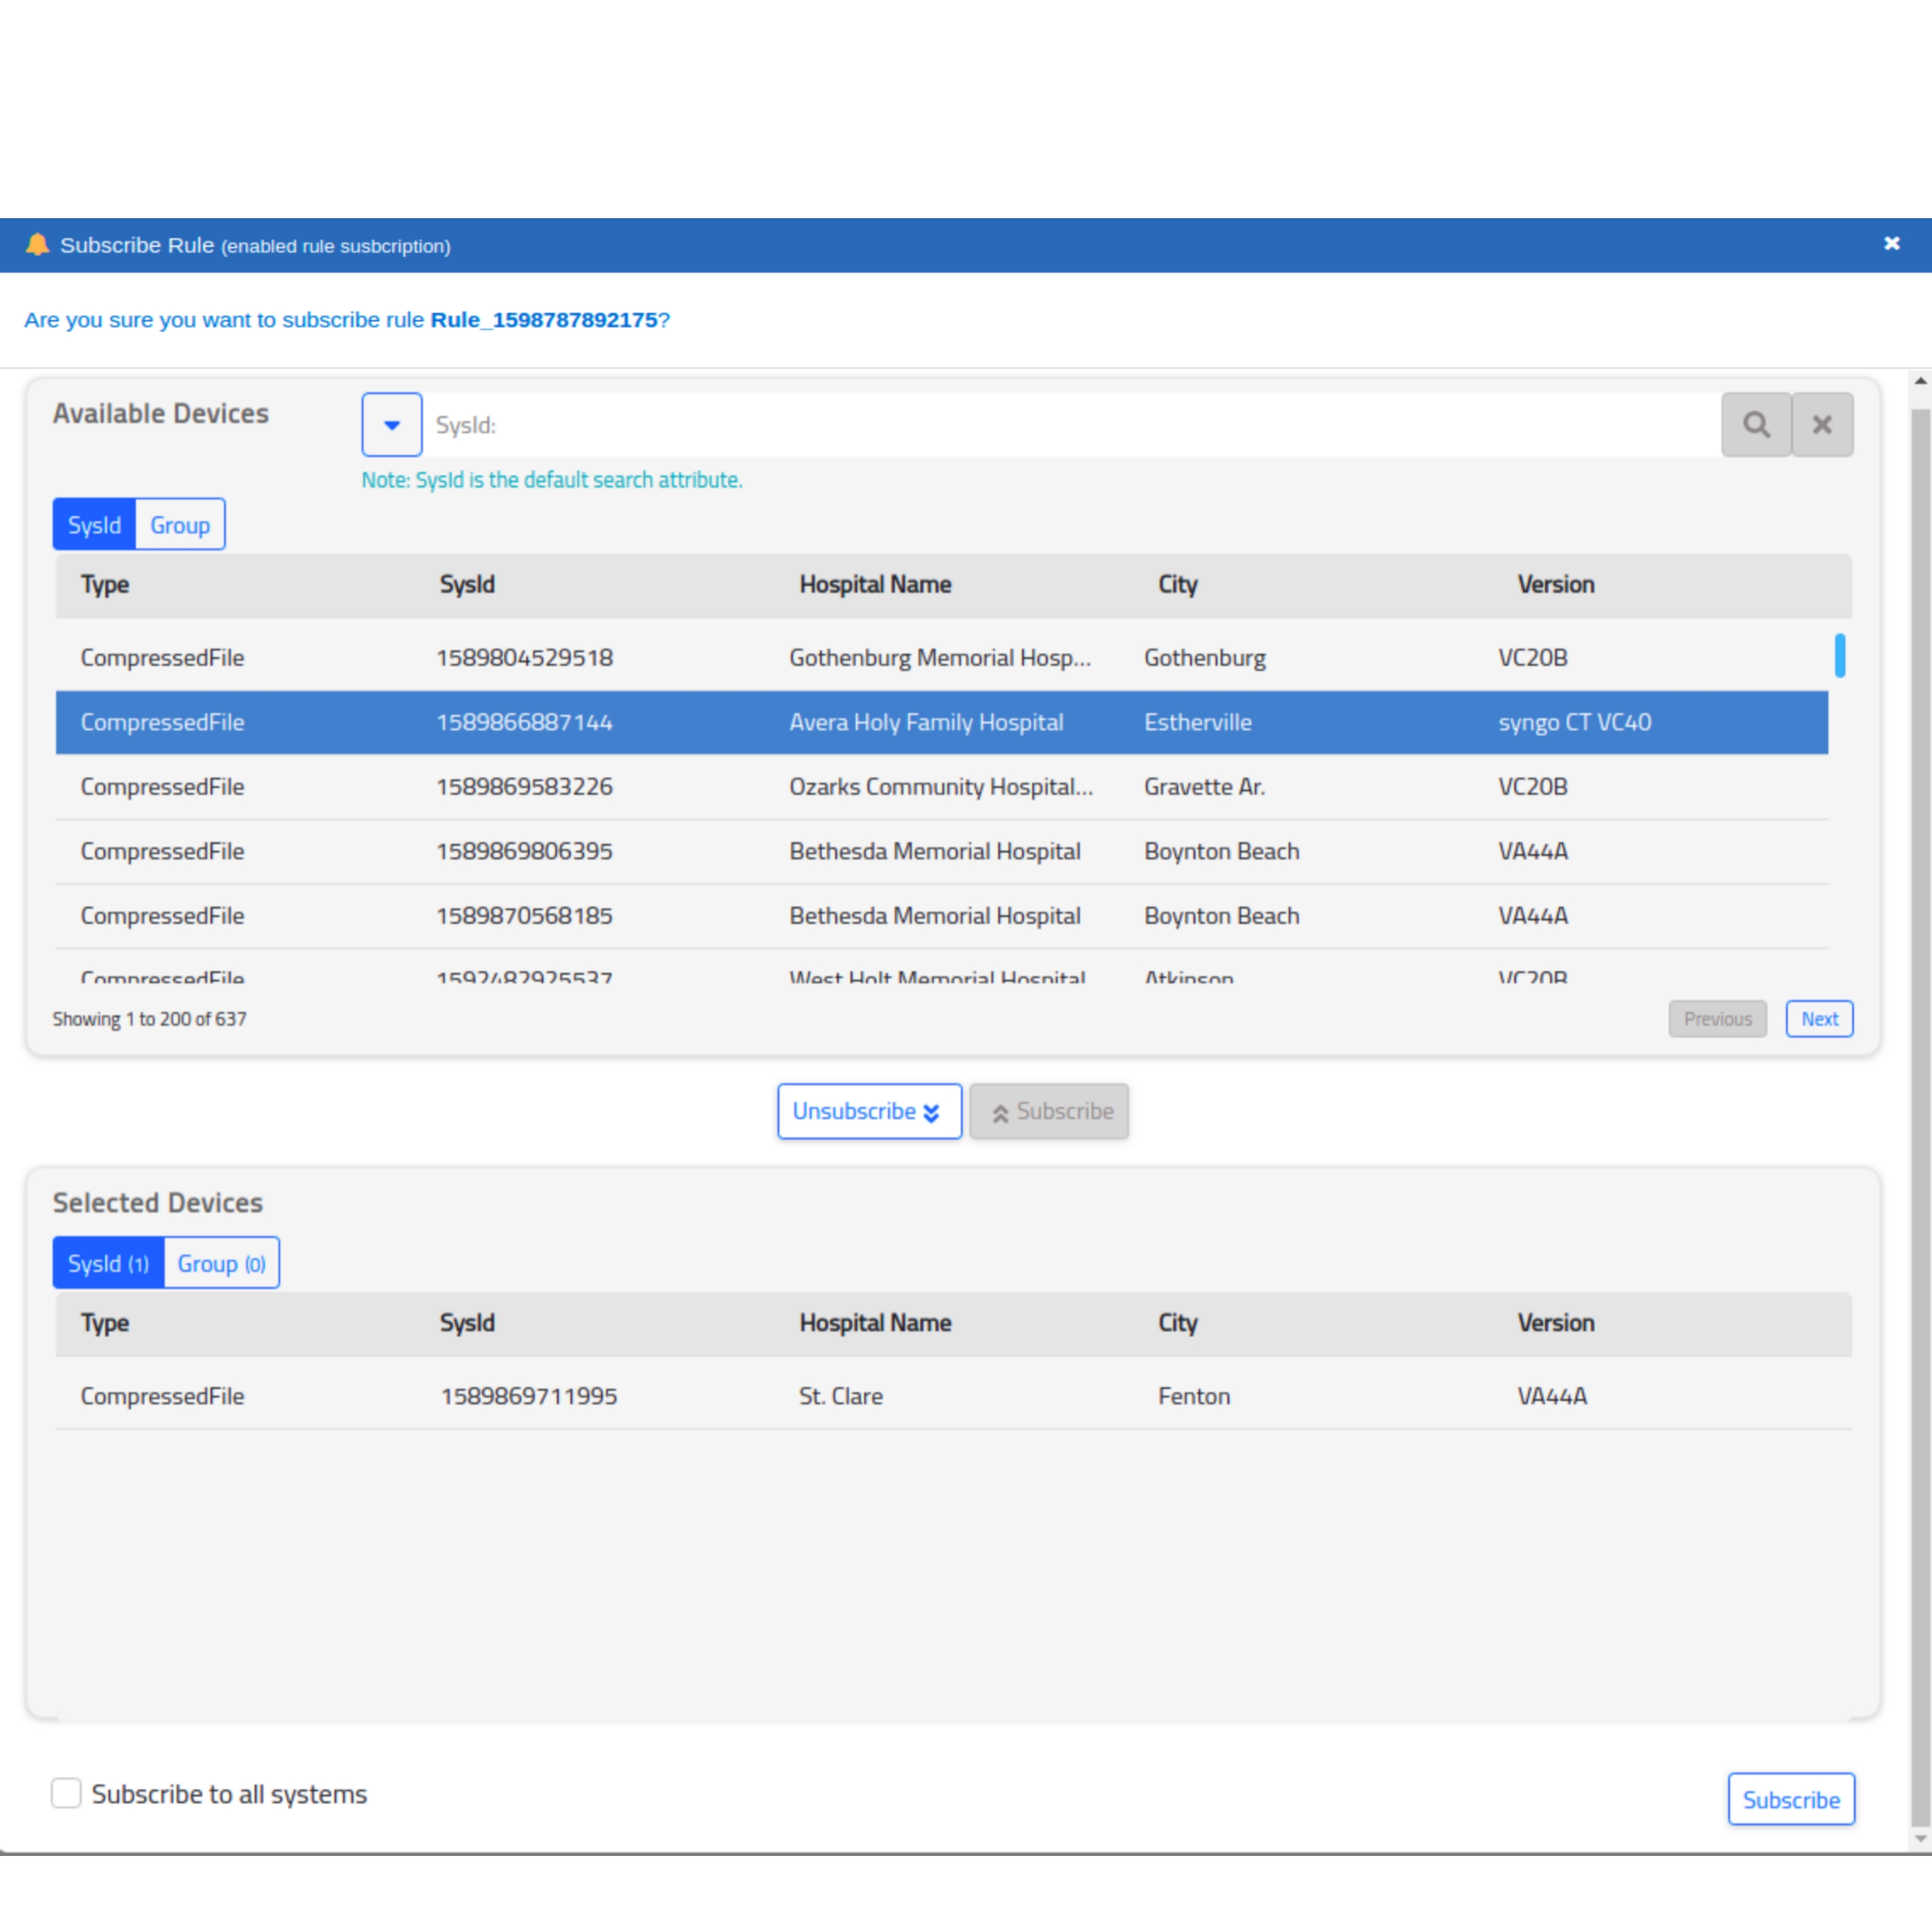 Subscribe Rule (enabled rule susbcription)
Are you sure you want to subscribe rule Rule_1598787892175?
Available Devices
SysId:
Note: SysId is the default search attribute.
SysId Group
Type SysId Hospital Name City Version
CompressedFile 1589804529518 Gothenburg Memorial Hosp... Gothenburg VC20B
CompressedFile 1589866887144 Avera Holy Family Hospital Estherville syngo CT VC40
CompressedFile 1589869583226 Ozarks Community Hospital... Gravette Ar. VC20B
CompressedFile 1589869806395 Bethesda Memorial Hospital Boynton Beach VA44A
CompressedFile 1589870568185 Bethesda Memorial Hospital Boynton Beach VA44A
CompressedFile 1592482925537 West Holt Memorial Hospital Atkinson VC20B
Showing 1 to 200 of 637 Previous Next
Unsubscribe Subscribe
Selected Devices
SysId (1) Group (0)
Type SysId Hospital Name City Version
CompressedFile 1589869711995 St. Clare Fenton VA44A
Subscribe to all systems Subscribe